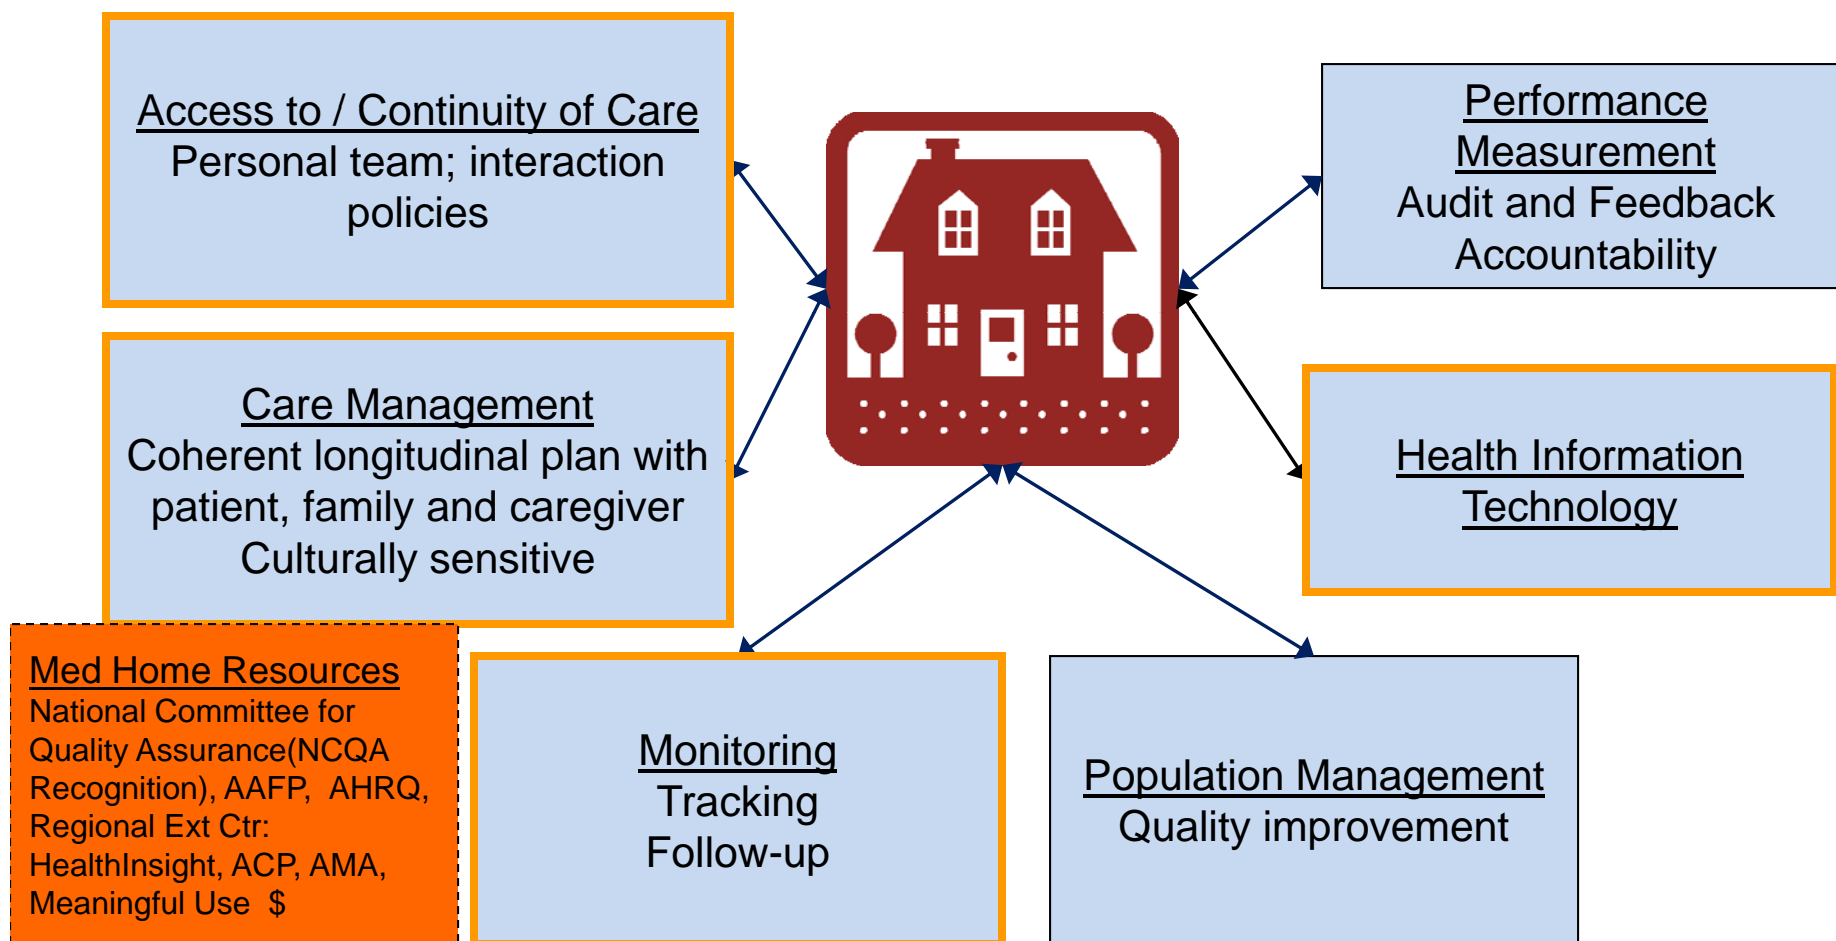 Access to / Continuity of Care
Personal team; interaction
policies
Performance
Measurement
Audit and Feedback
Accountability
Care Management
Coherent longitudinal plan with
patient, family and caregiver
Culturally sensitive
Health Information
Technology
Med Home Resources
National Committee for
Quality Assurance(NCQA
Recognition), AAFP,  AHRQ,
Regional Ext Ctr:
HealthInsight, ACP, AMA,
Meaningful Use  $
Monitoring
Tracking
Follow-up
Population Management
Quality improvement